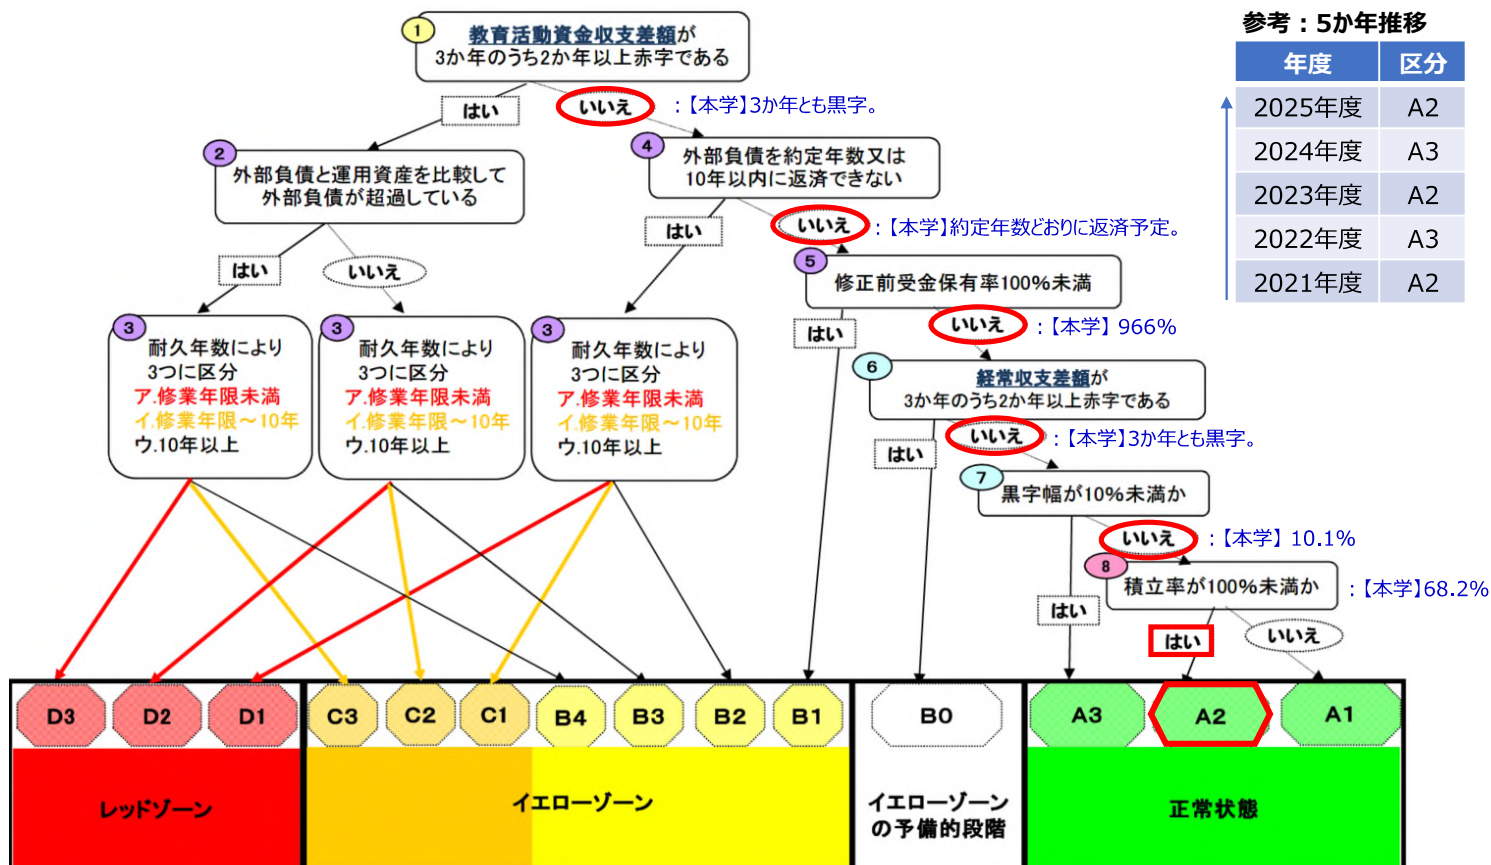 1
教育活動資金収支差額が
3か年のうち2か年以上赤字である
はい
いいえ
：【本学】3か年とも黒字。
2
外部負債と運用資産を比較して
外部負債が超過している
4
外部負債を約定年数又は
10年以内に返済できない
はい
いいえ
：【本学】約定年数どおりに返済予定。
はい
いいえ
5
修正前受金保有率100％未満
はい
いいえ
：【本学】 966%
3
耐久年数により
3つに区分
ア.修業年限未満
イ.修業年限～10年
ウ.10年以上
3
耐久年数により
3つに区分
ア.修業年限未満
イ.修業年限～10年
ウ.10年以上
3
耐久年数により
3つに区分
ア.修業年限未満
イ.修業年限～10年
ウ.10年以上
6
経常収支差額が
3か年のうち2か年以上赤字である
はい
いいえ
：【本学】3か年とも黒字。
7
黒字幅が10％未満か
はい
いいえ
：【本学】 10.1%
8
積立率が100％未満か
：【本学】68.2%
はい
いいえ
D3
D2
D1
C3
C2
C1
B4
B3
B2
B1
B0
A3
A2
A1
レッドゾーン
イエローゾーン
イエローゾーン
の予備的段階
正常状態
参考：5か年推移
年度 区分
2025年度 A2
2024年度 A3
2023年度 A2
2022年度 A3
2021年度 A2